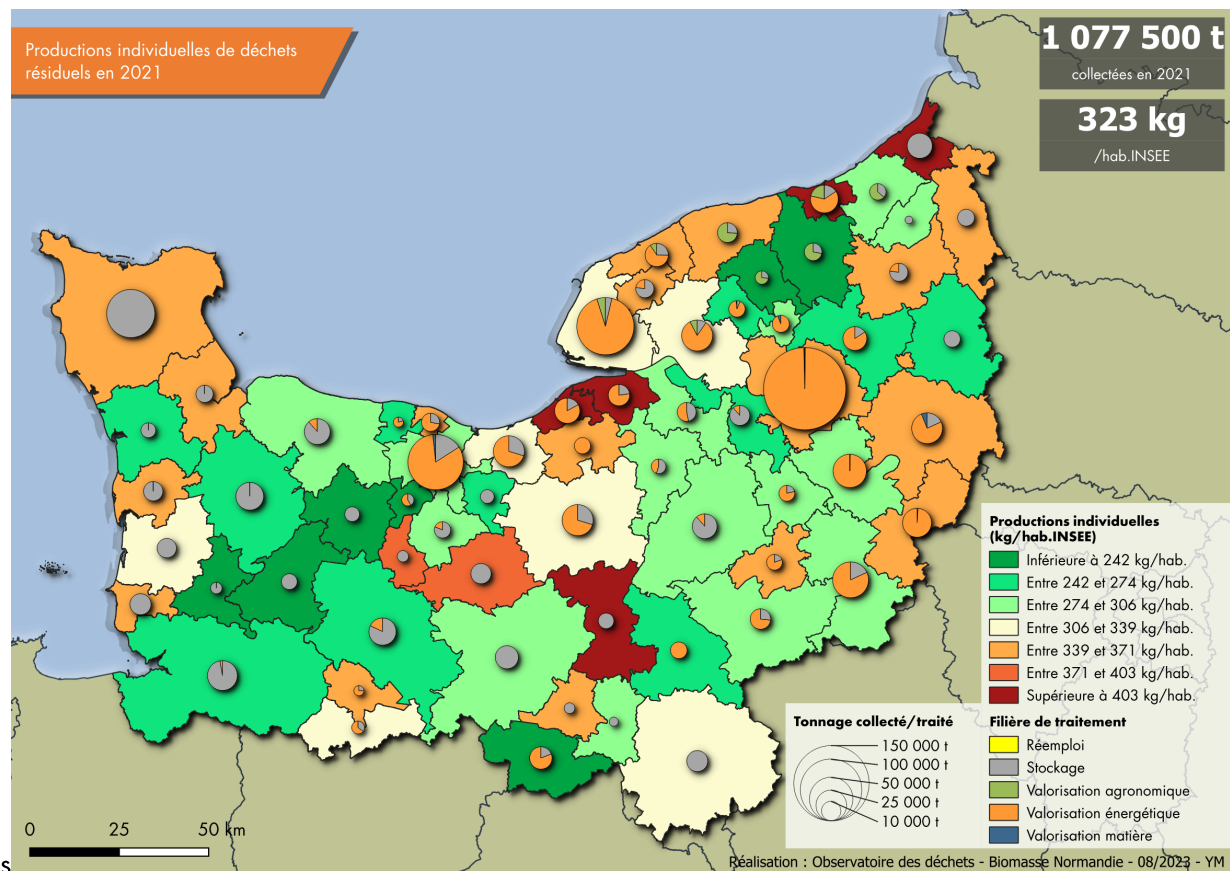 Productions individuelles de déchets
résiduels en 2021
1 077 500 t
collectées en 2021
323 kg
/hab.INSEE
Productions individuelles
(kg/hab.INSEE)
Inférieure à 242 kg/hab.
Entre 242 et 274 kg/hab.
Entre 274 et 306 kg/hab.
Entre 306 et 339 kg/hab.
Entre 339 et 371 kg/hab.
Entre 371 et 403 kg/hab.
Supérieure à 403 kg/hab.
Tonnage collecté/traité
150 000 t
100 000 t
50 000 t
25 000 t
10 000 t
Filière de traitement
Réemploi
Stockage
Valorisation agronomique
Valorisation énergétique
Valorisation matière
0 25 50 km
s
Réalisation : Observatoire des déchets - Biomasse Normandie - 08/2023 - YM